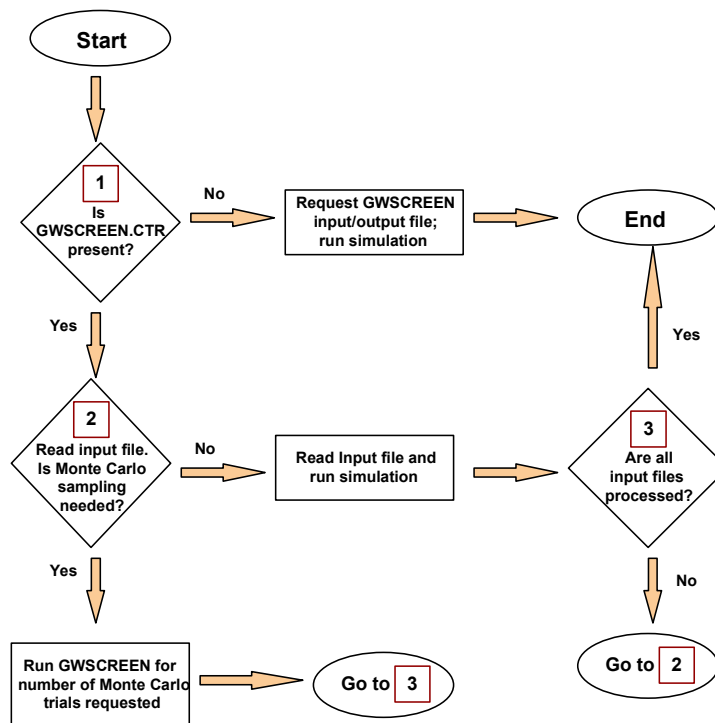 Start
1
Is
GWSCREEN.CTR
present?
No
Request GWSCREEN
input/output file;
run simulation
End
Yes
Yes
2
Read input file.
Is Monte Carlo
sampling
needed?
No
Read Input file and
run simulation
3
Are all
input files
processed?
Yes
No
Run GWSCREEN for
number of Monte Carlo
trials requested
Go to 3
Go to 2